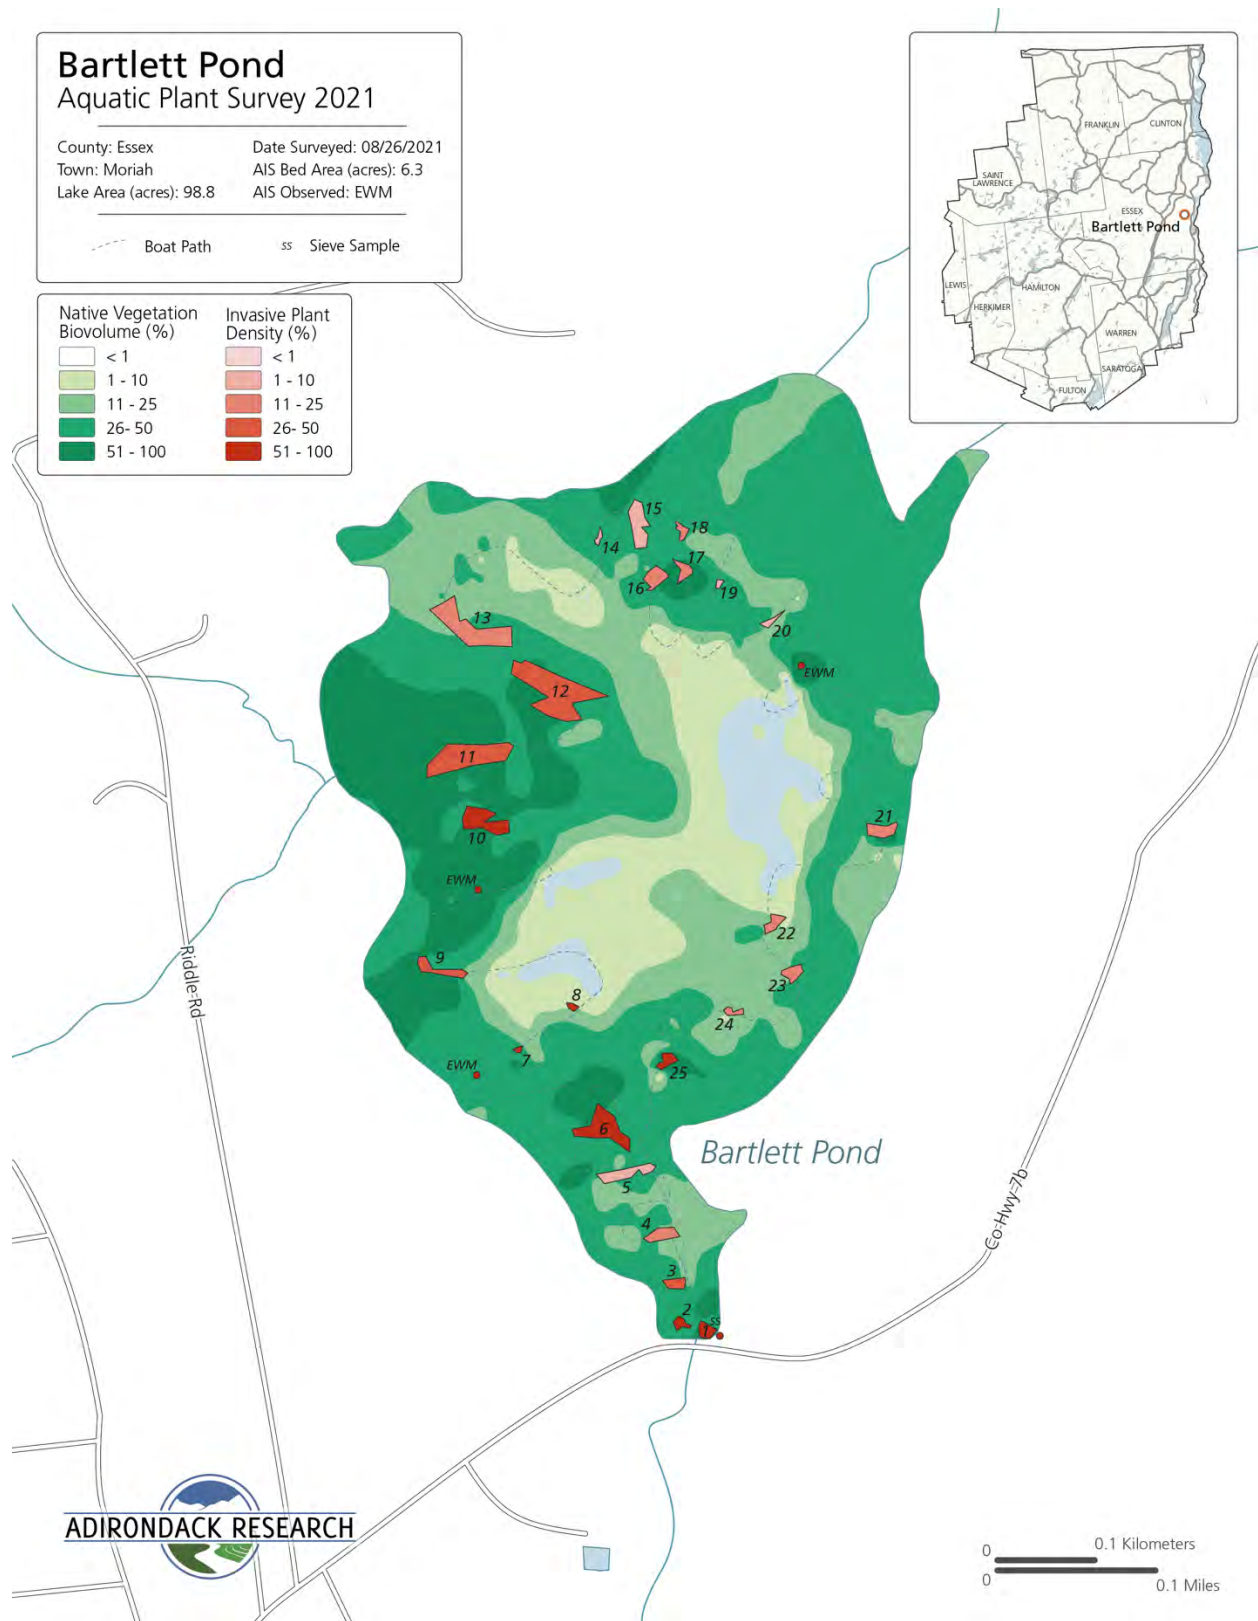 Bartlett Pond
Aquatic Plant Survey 2021
County: Essex
Date Surveyed: 08/26/2021
Town: Moriah
AIS Bed Area (acres): 6.3
Lake Area (acres): 98.8
AIS Observed: EWM
Boat Path
ss Sieve Sample
Native Vegetation
Biovolume (%)
< 1
1 - 10
11 - 25
26- 50
51 - 100
Invasive Plant
Density (%)
< 1
1 - 10
11 - 25
26- 50
51 - 100
FRANKLIN
CLINTON
SAINT
LAWRENCE
ESSEX
Bartlett Pond
LEWIS
HAMILTON
HERKIMER
WARREN
SARATOGA
FULTON
15
18
14
17
16
19
13
20
EWM
12
11
21
10
EWM
22
9
23
8
24
7
EWM
25
6
Bartlett Pond
5
4
3
2
ss
1
Riddle-Rd
Co-Hwy-7b
ADIRONDACK RESEARCH
0
0.1 Kilometers
0
0.1 Miles